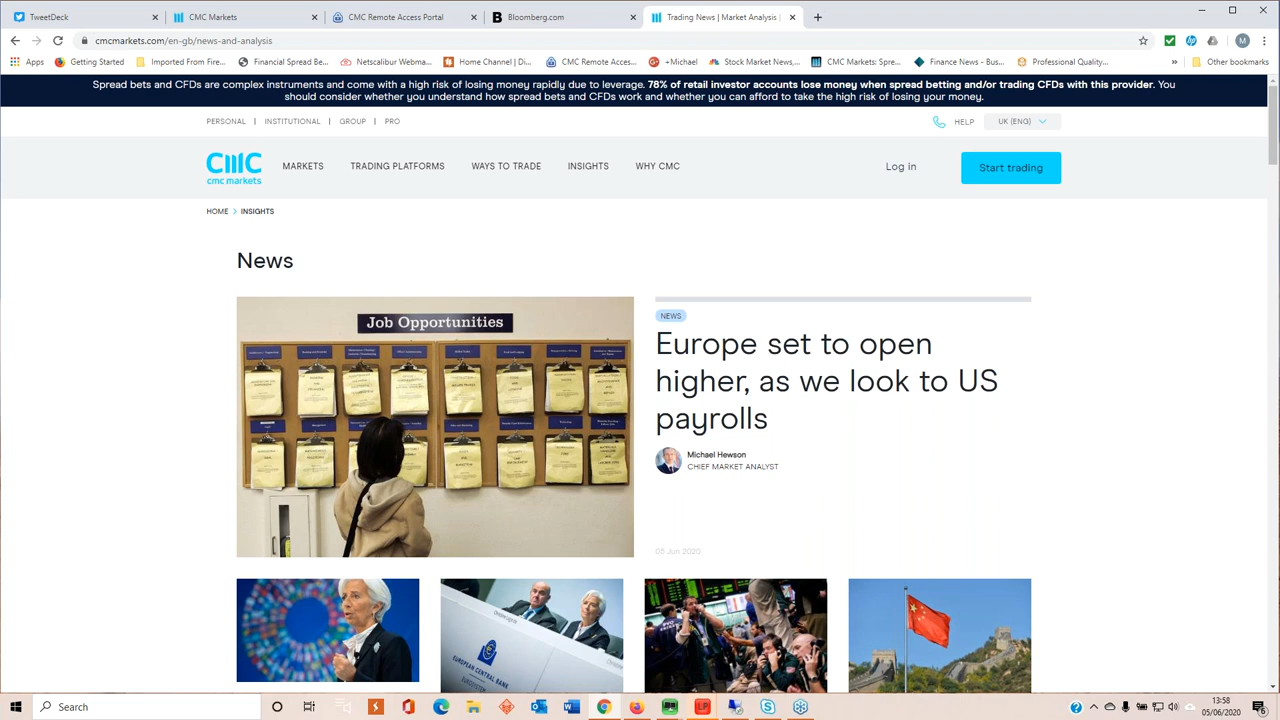 TweetDeck
CMC Markets
CMC Remote Access Portal
Bloomberg.com
Trading News | Market Analysis |
cmcmarkets.com/en-gb/news-and-analysis
Apps
Getting Started
Imported From Fire...
Financial Spread Be...
Netscalibur Webma...
Home Channel | Di...
CMC Remote Acces...
+Michael
Stock Market News,...
CMC Markets: Spre...
Finance News - Bus...
Professional Quality...
»
Other bookmarks
Spread bets and CFDs are complex instruments and come with a high risk of losing money rapidly due to leverage. 78% of retail investor accounts lose money when spread betting and/or trading CFDs with this provider. You
should consider whether you understand how spread bets and CFDs work and whether you can afford to take the high risk of losing your money.
PERSONAL | INSTITUTIONAL | GROUP | PRO
HELP
UK (ENG)
CMC
cmc markets
MARKETS
TRADING PLATFORMS
WAYS TO TRADE
INSIGHTS
WHY CMC
Log in
Start trading
HOME > INSIGHTS
News
Job Opportunities
NEWS
Europe set to open
higher, as we look to US
payrolls
Michael Hewson
CHIEF MARKET ANALYST
05 Jun 2020
EUROPEAN CENTRAL BANK
EUROSYSTEM
Search
13:58
05/06/2020